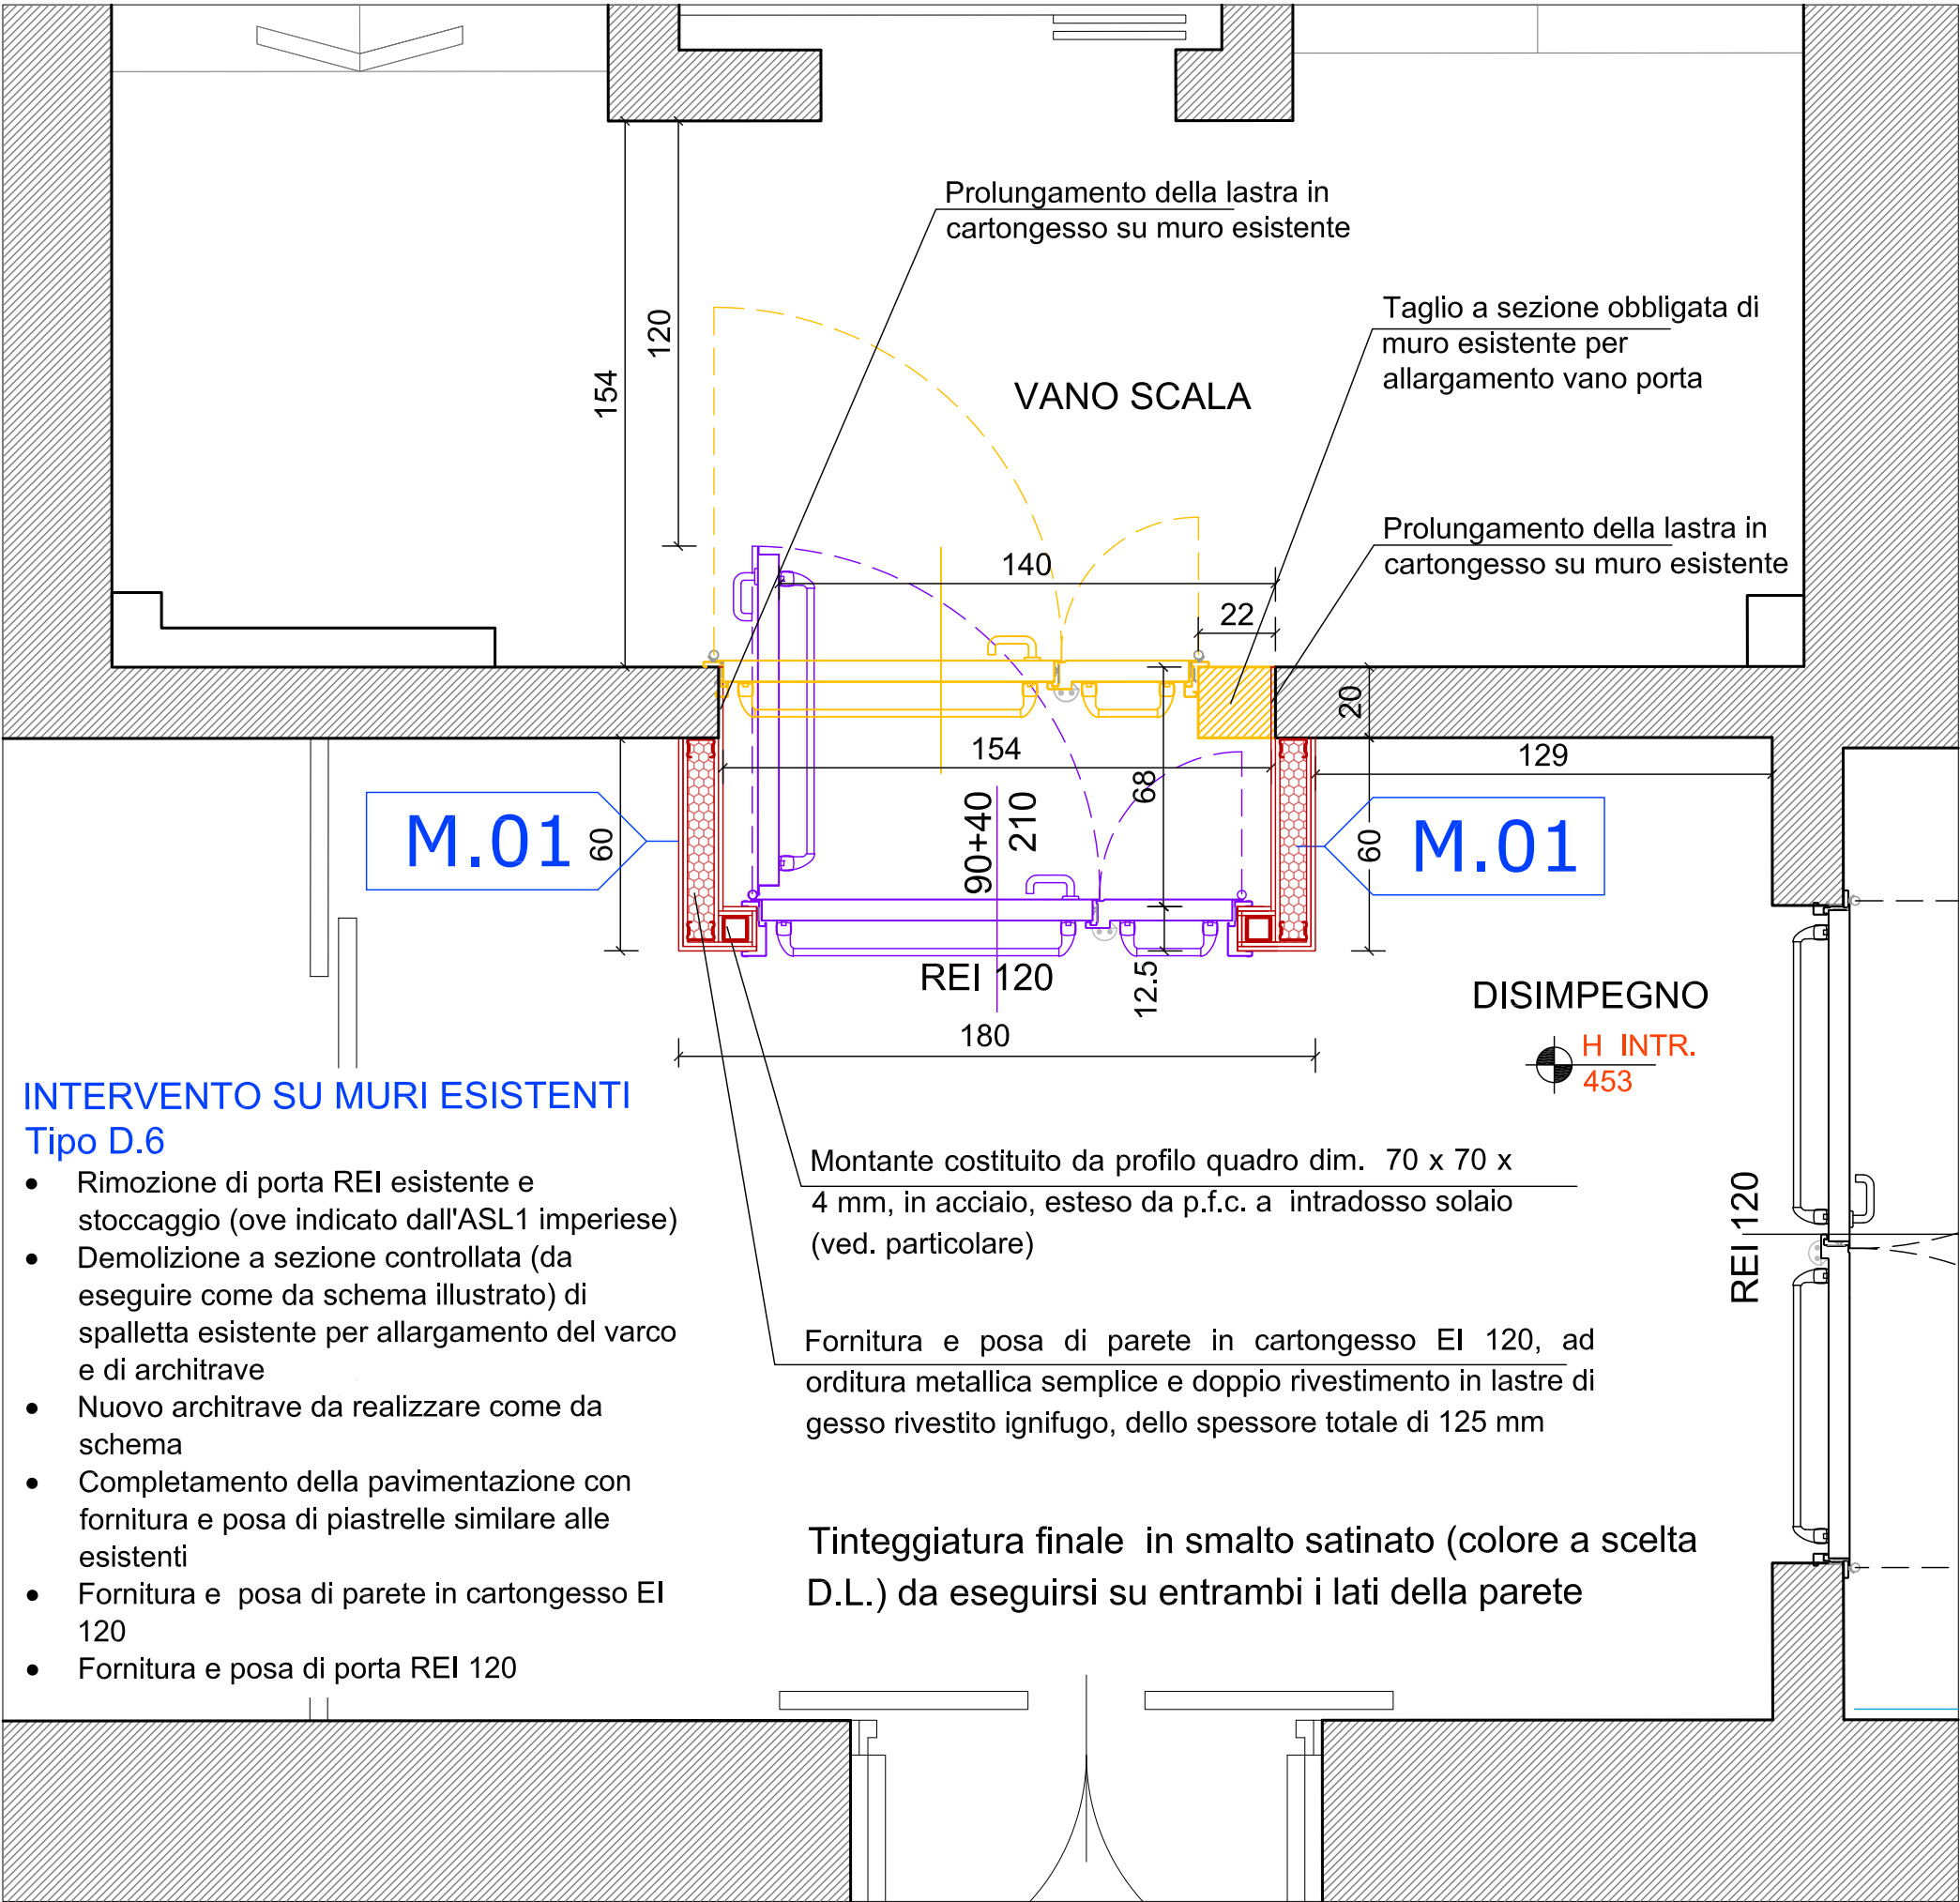 Prolungamento della lastra in
cartongesso su muro esistente
Taglio a sezione obbligata di
muro esistente per
allargamento vano porta
120
154
VANO SCALA
Prolungamento della lastra in
cartongesso su muro esistente
140
22
20
154
129
68
90+40
210
M.01
60
60
M.01
REI 120
12.5
180
DISIMPEGNO
H INTR.
453
INTERVENTO SU MURI ESISTENTI
Tipo D.6
• Rimozione di porta REI esistente e
stoccaggio (ove indicato dall'ASL1 imperiese)
• Demolizione a sezione controllata (da
eseguire come da schema illustrato) di
spalletta esistente per allargamento del varco
e di architrave
• Nuovo architrave da realizzare come da
schema
• Completamento della pavimentazione con
fornitura e posa di piastrelle similare alle
esistenti
• Fornitura e posa di parete in cartongesso EI
120
• Fornitura e posa di porta REI 120
Montante costituito da profilo quadro dim. 70 x 70 x
4 mm, in acciaio, esteso da p.f.c. a intradosso solaio
(ved. particolare)
Fornitura e posa di parete in cartongesso EI 120, ad
orditura metallica semplice e doppio rivestimento in lastre di
gesso rivestito ignifugo, dello spessore totale di 125 mm
Tinteggiatura finale in smalto satinato (colore a scelta
D.L.) da eseguirsi su entrambi i lati della parete
REI 120